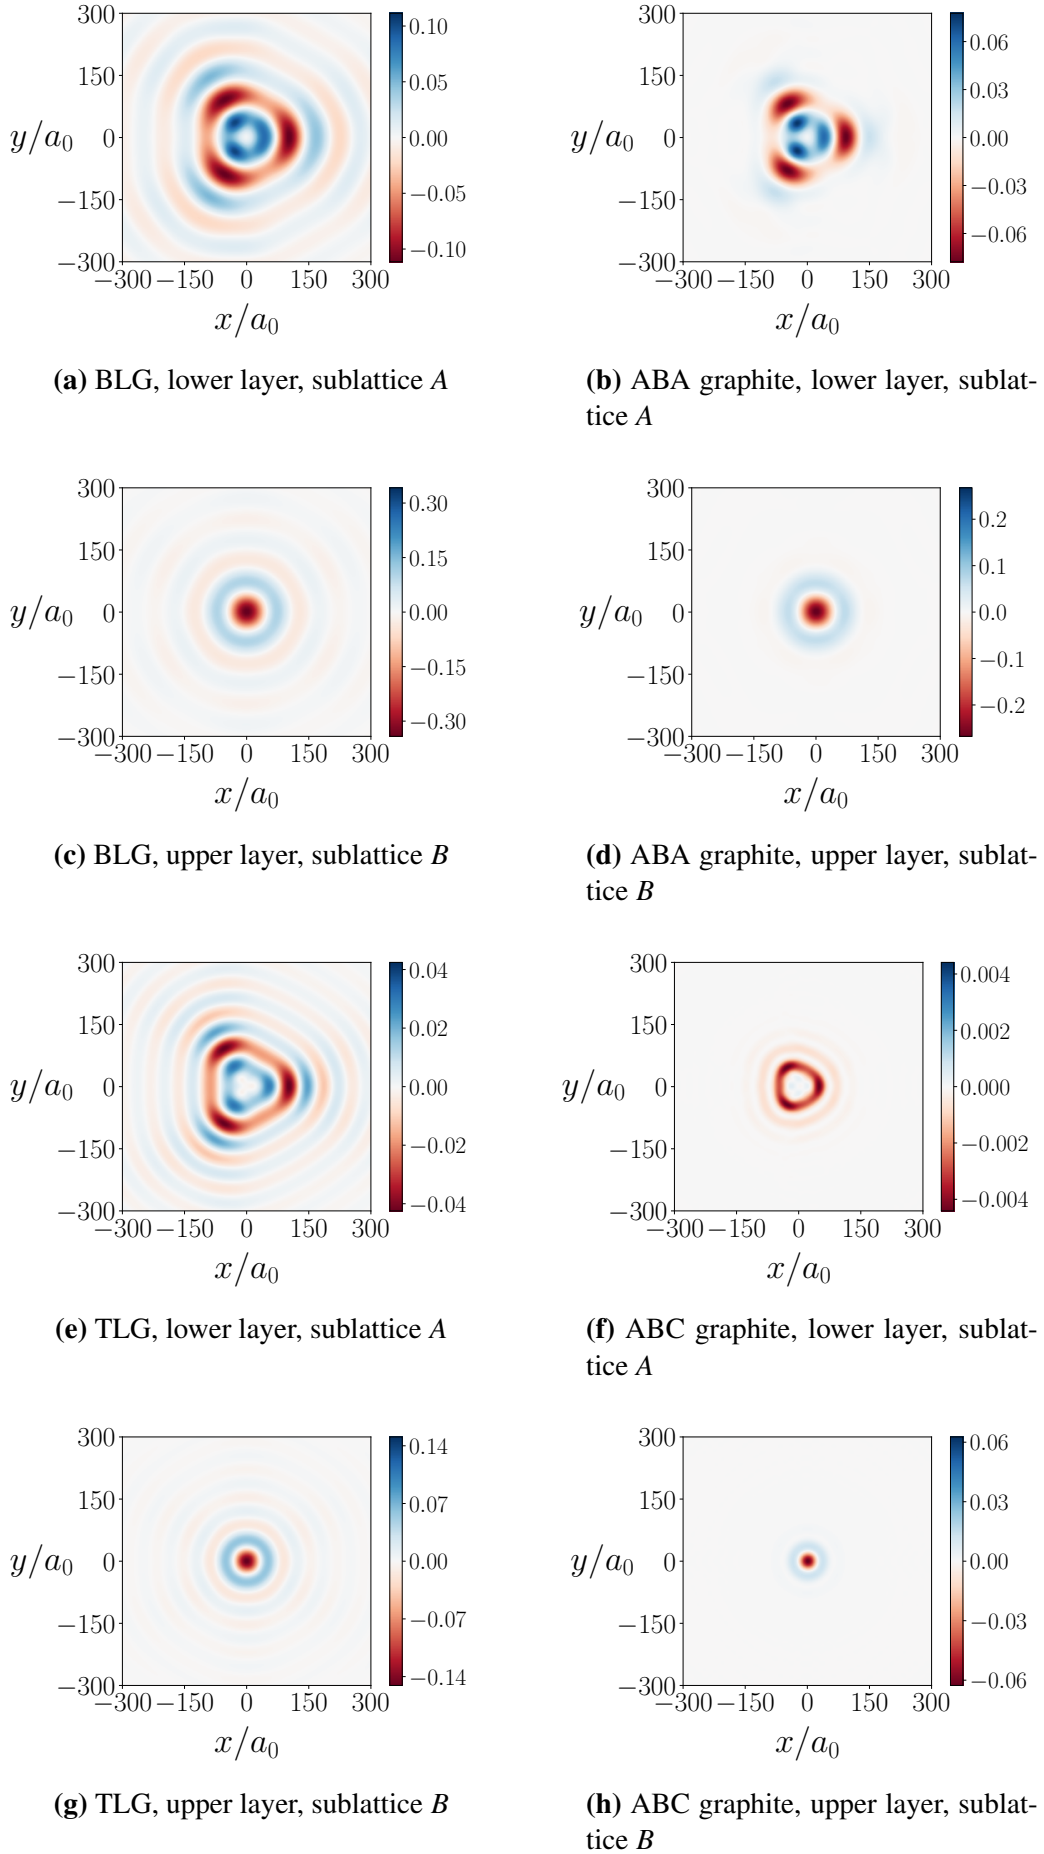 300
150
0
−150
−300
y/a₀
−300 −150 0 150 300
x/a₀
0.10
0.05
0.00
−0.05
−0.10
(a) BLG, lower layer, sublattice A
300
150
0
−150
−300
y/a₀
−300 −150 0 150 300
x/a₀
0.06
0.03
0.00
−0.03
−0.06
(b) ABA graphite, lower layer, sublat-
tice A
300
150
0
−150
−300
y/a₀
−300 −150 0 150 300
x/a₀
0.30
0.15
0.00
−0.15
−0.30
(c) BLG, upper layer, sublattice B
300
150
0
−150
−300
y/a₀
−300 −150 0 150 300
x/a₀
0.2
0.1
0.0
−0.1
−0.2
(d) ABA graphite, upper layer, sublat-
tice B
300
150
0
−150
−300
y/a₀
−300 −150 0 150 300
x/a₀
0.04
0.02
0.00
−0.02
−0.04
(e) TLG, lower layer, sublattice A
300
150
0
−150
−300
y/a₀
−300 −150 0 150 300
x/a₀
0.004
0.002
0.000
−0.002
−0.004
(f) ABC graphite, lower layer, sublat-
tice A
300
150
0
−150
−300
y/a₀
−300 −150 0 150 300
x/a₀
0.14
0.07
0.00
−0.07
−0.14
(g) TLG, upper layer, sublattice B
300
150
0
−150
−300
y/a₀
−300 −150 0 150 300
x/a₀
0.06
0.03
0.00
−0.03
−0.06
(h) ABC graphite, upper layer, sublat-
tice B